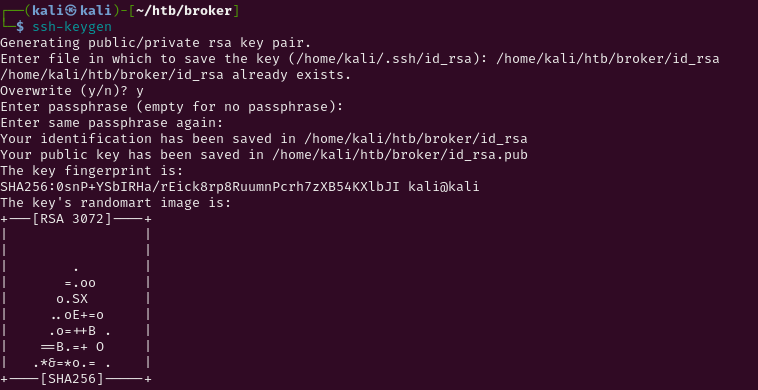 ┌──(kali㉿kali)-[~/htb/broker]
└─$ ssh-keygen
Generating public/private rsa key pair.
Enter file in which to save the key (/home/kali/.ssh/id_rsa): /home/kali/htb/broker/id_rsa
/home/kali/htb/broker/id_rsa already exists.
Overwrite (y/n)? y
Enter passphrase (empty for no passphrase):
Enter same passphrase again:
Your identification has been saved in /home/kali/htb/broker/id_rsa
Your public key has been saved in /home/kali/htb/broker/id_rsa.pub
The key fingerprint is:
SHA256:0snP+YSbIRHa/rEick8rp8RuumnPcrh7zXB54KXlbJI kali@kali
The key's randomart image is:
+---[RSA 3072]----+
|                 |
|                 |
|        .        |
|       =.oo      |
|      o.SX       |
|     ..oE+=o     |
|     .o=++B .    |
|    ==B.=+ O     |
|   .*&=*o.= .    |
+----[SHA256]-----+